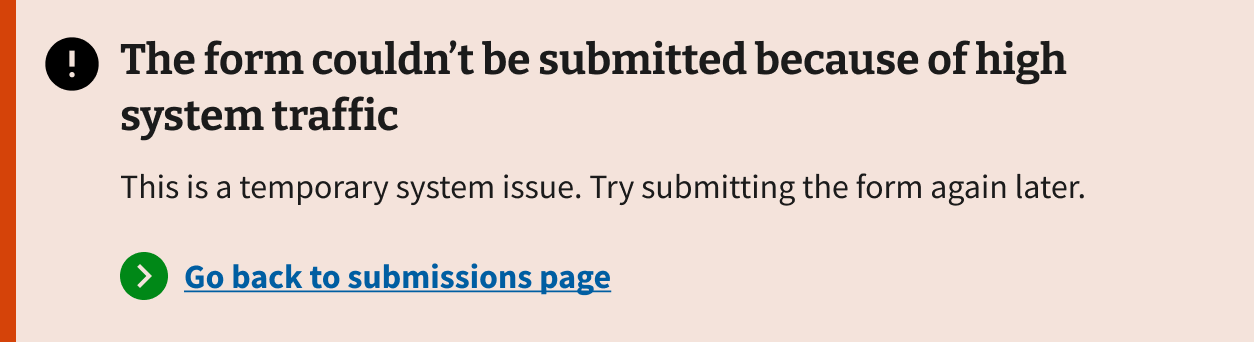 The form couldn’t be submitted because of high
system traffic
This is a temporary system issue. Try submitting the form again later.
Go back to submissions page